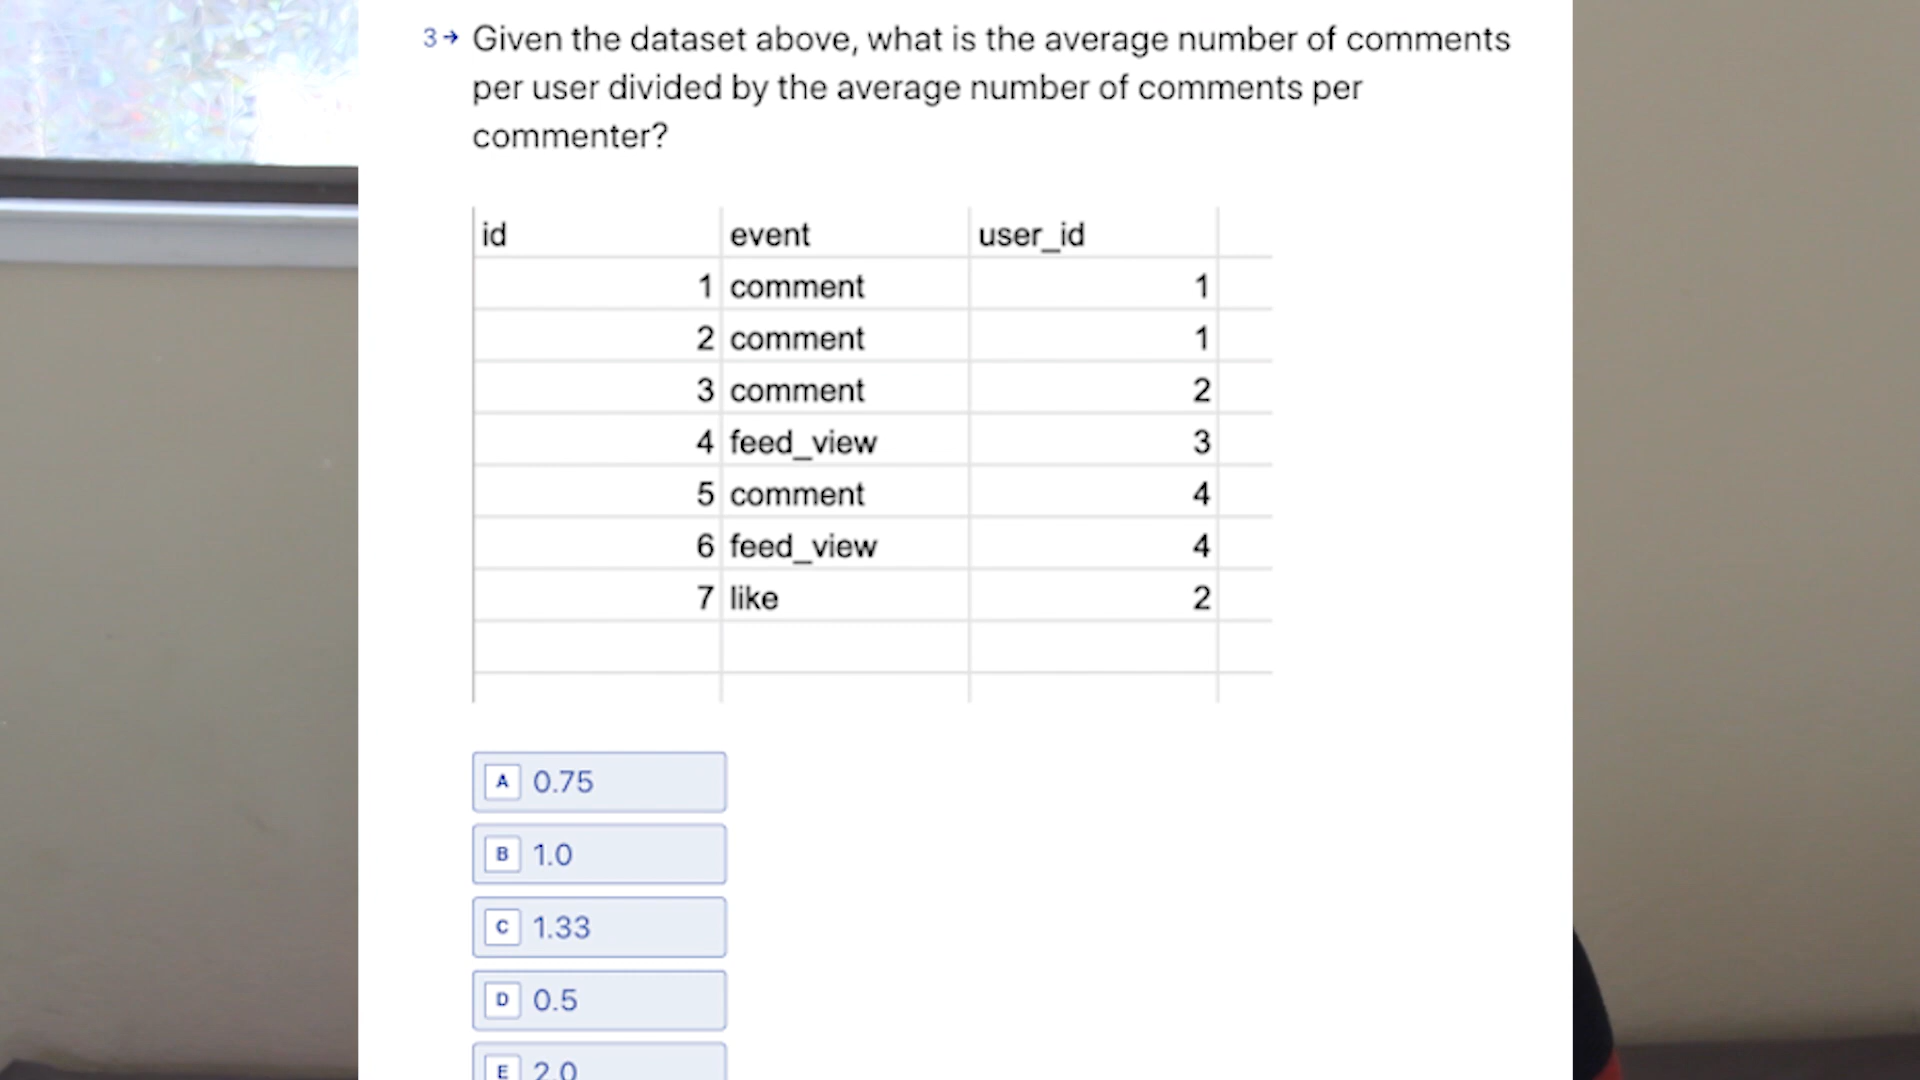 3→ Given the dataset above, what is the average number of comments
per user divided by the average number of comments per
commenter?
id event user_id
1 comment 1
2 comment 1
3 comment 2
4 feed_view 3
5 comment 4
6 feed_view 4
7 like 2
A 0.75
B 1.0
C 1.33
D 0.5
E 2.0